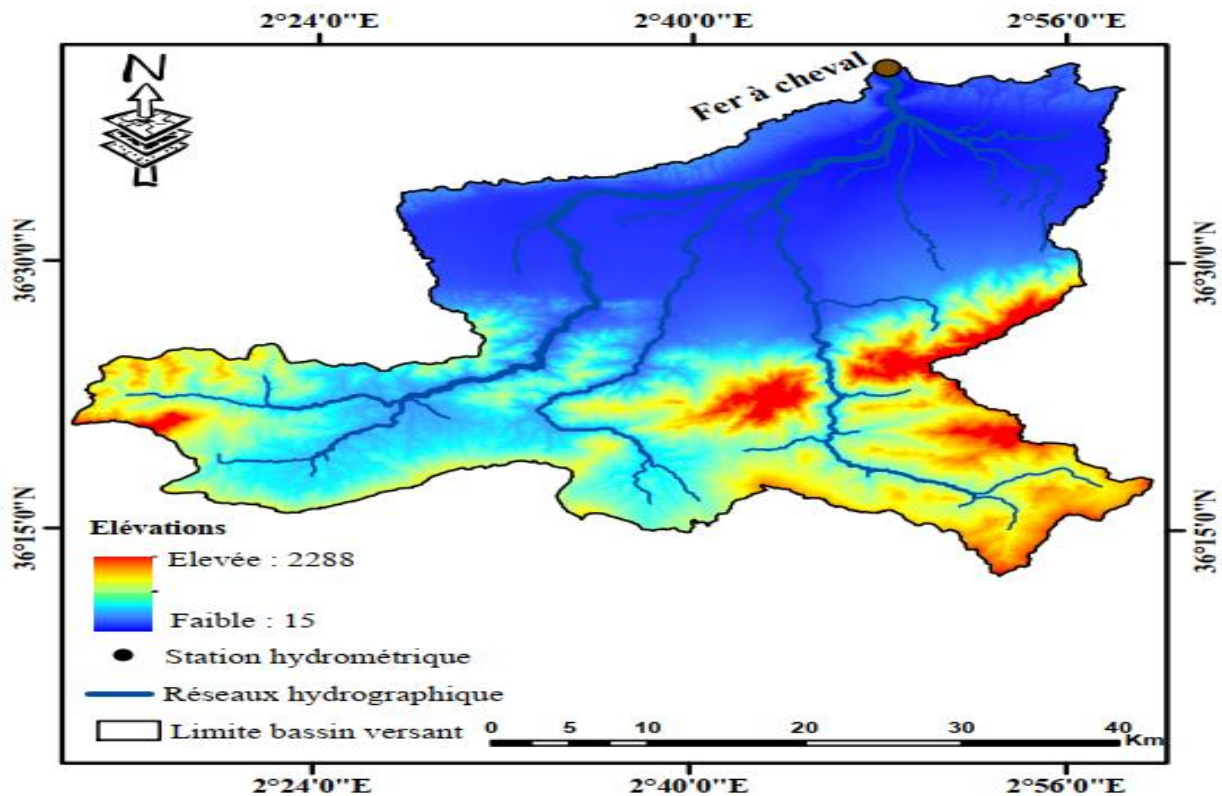 2°24'0"E 2°40'0"E 2°56'0"E
N
Fer à cheval
36°30'0"N 36°30'0"N
36°15'0"N 36°15'0"N
Elévations
Elevée : 2288
Faible : 15
Station hydrométrique
Réseaux hydrographique
Limite bassin versant
0 5 10 20 30 40
Km
2°24'0"E 2°40'0"E 2°56'0"E